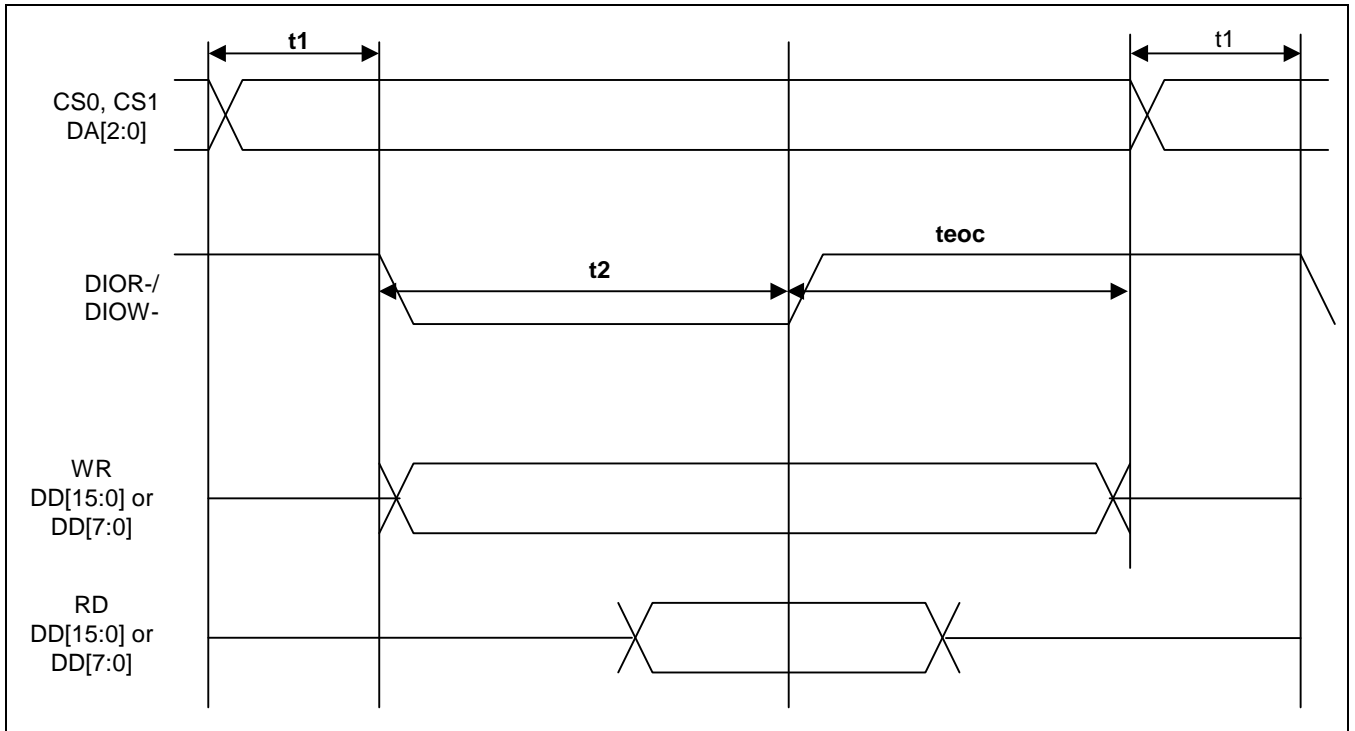 t1
t1
CS0, CS1
DA[2:0]
teoc
DIOR-/
DIOW-
t2
WR
DD[15:0] or
DD[7:0]
RD
DD[15:0] or
DD[7:0]